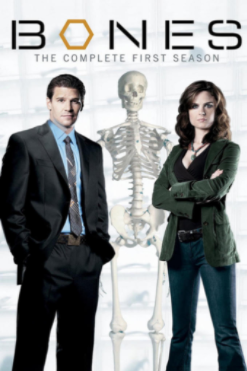 BONES
THE COMPLETE FIRST SEASON